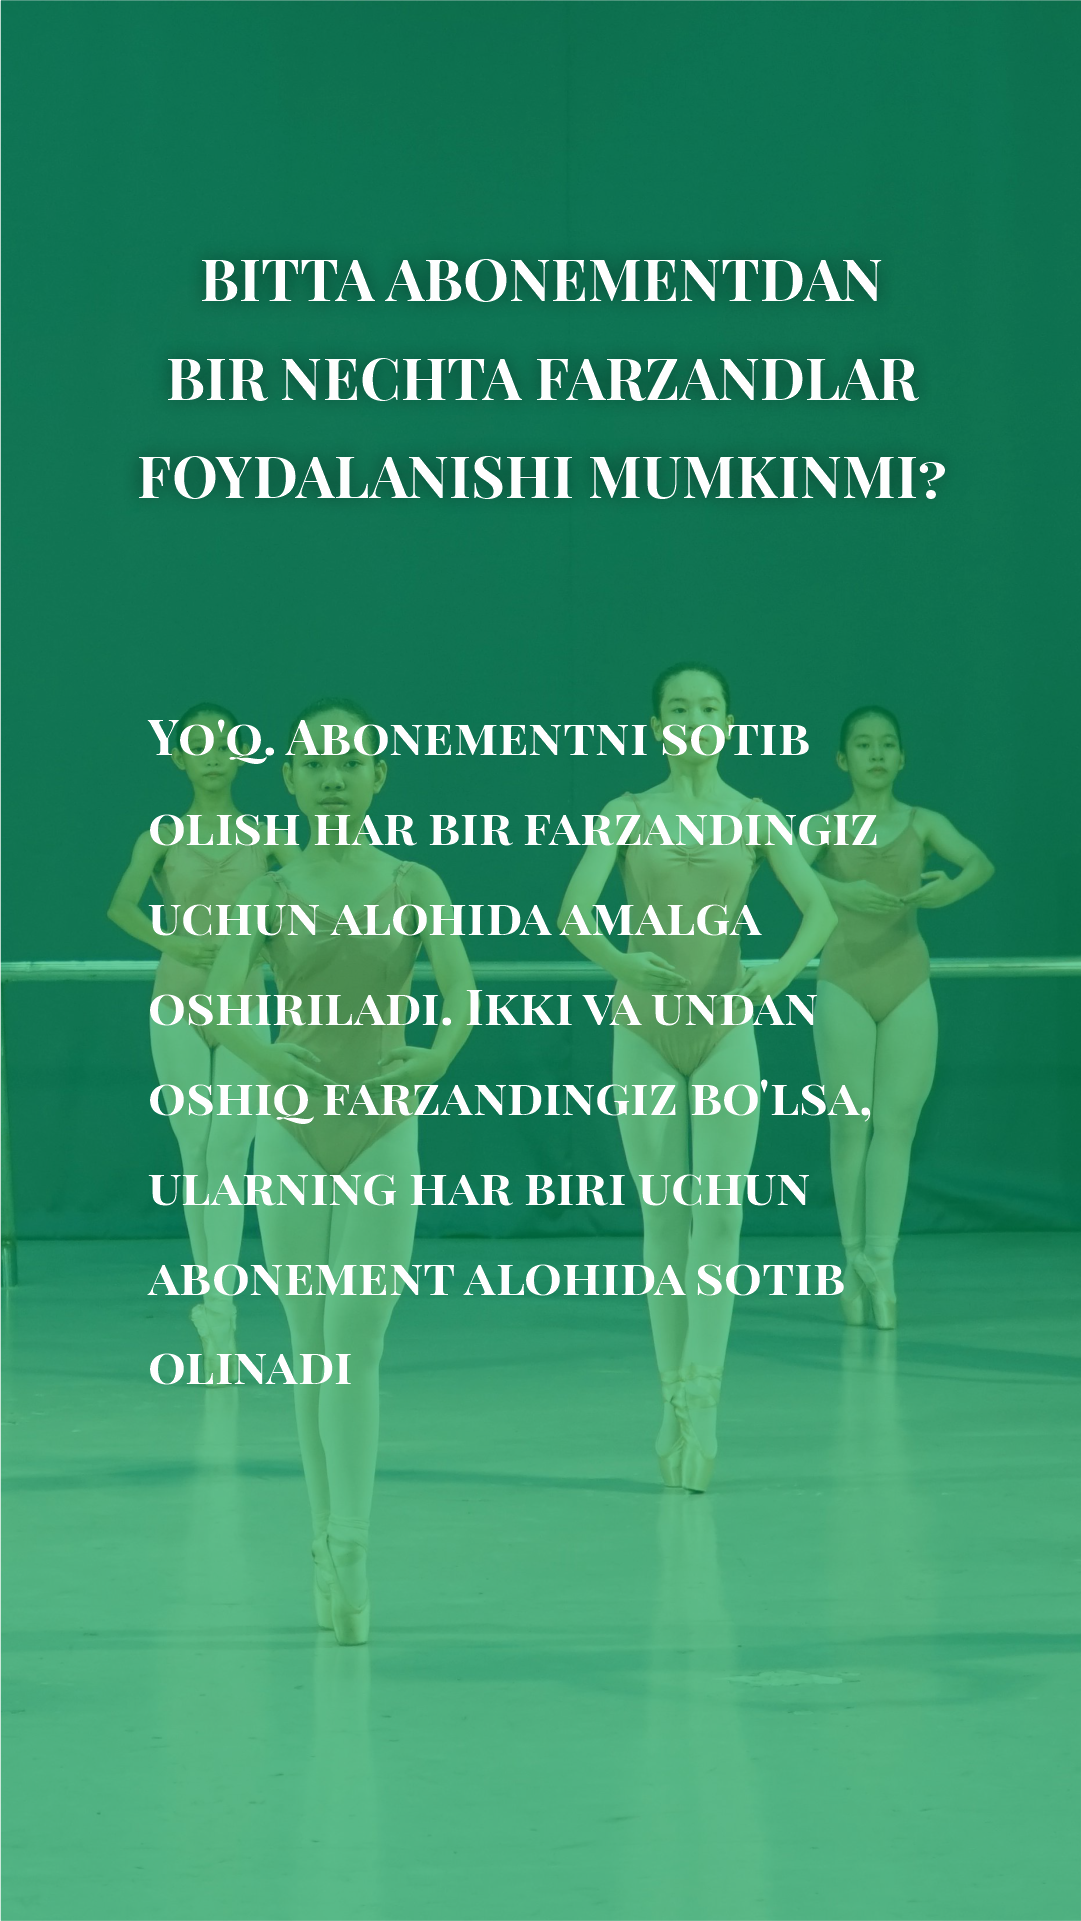 BITTA ABONEMENTDAN
BIR NECHTA FARZANDLAR
FOYDALANISHI MUMKINMI?
Yo'q. Abonementni sotib
olish har bir farzandingiz
uchun alohida amalga
oshiriladi. Ikki va undan
oshiq farzandingiz bo'lsa,
ularning har biri uchun
abonement alohida sotib
olinadi